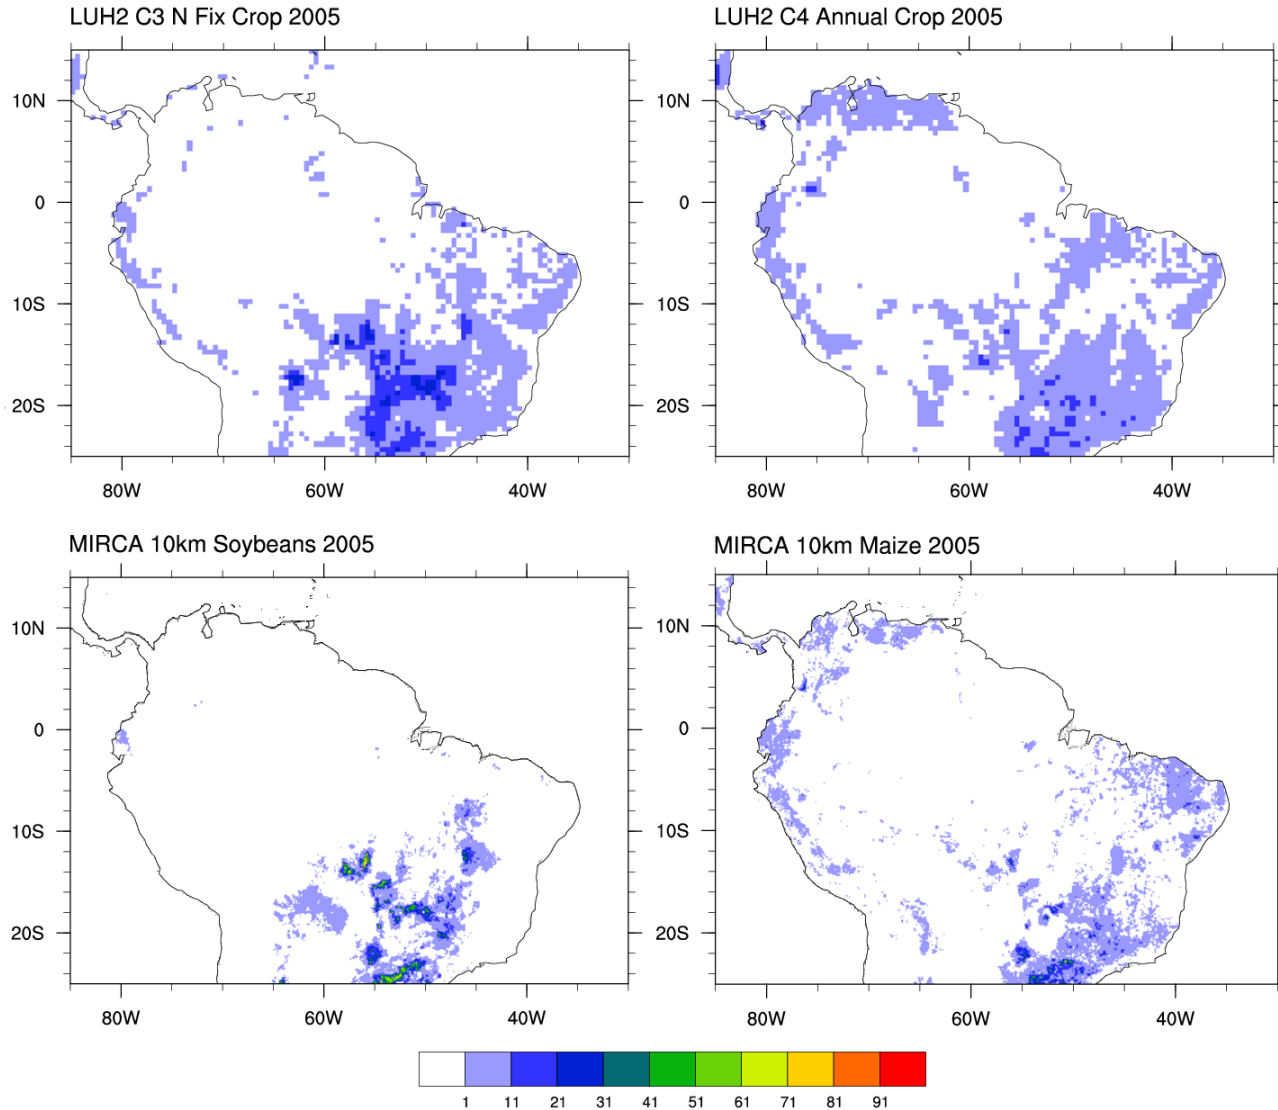 LUH2 C3 N Fix Crop 2005
LUH2 C4 Annual Crop 2005
10N
0
10S
20S
80W
60W
40W
10N
0
10S
20S
80W
60W
40W
MIRCA 10km Soybeans 2005
MIRCA 10km Maize 2005
10N
0
10S
20S
80W
60W
40W
10N
0
10S
20S
80W
60W
40W
1 11 21 31 41 51 61 71 81 91